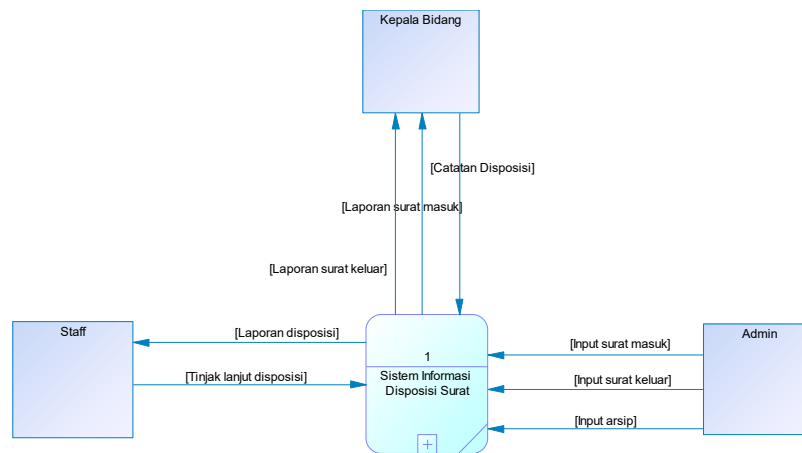 Kepala Bidang
[Catatan Disposisi]
[Laporan surat masuk]
[Laporan surat keluar]
Staff
[Laporan disposisi]
[Tinjak lanjut disposisi]
1
Sistem Informasi
Disposisi Surat
Admin
[Input surat masuk]
[Input surat keluar]
[Input arsip]